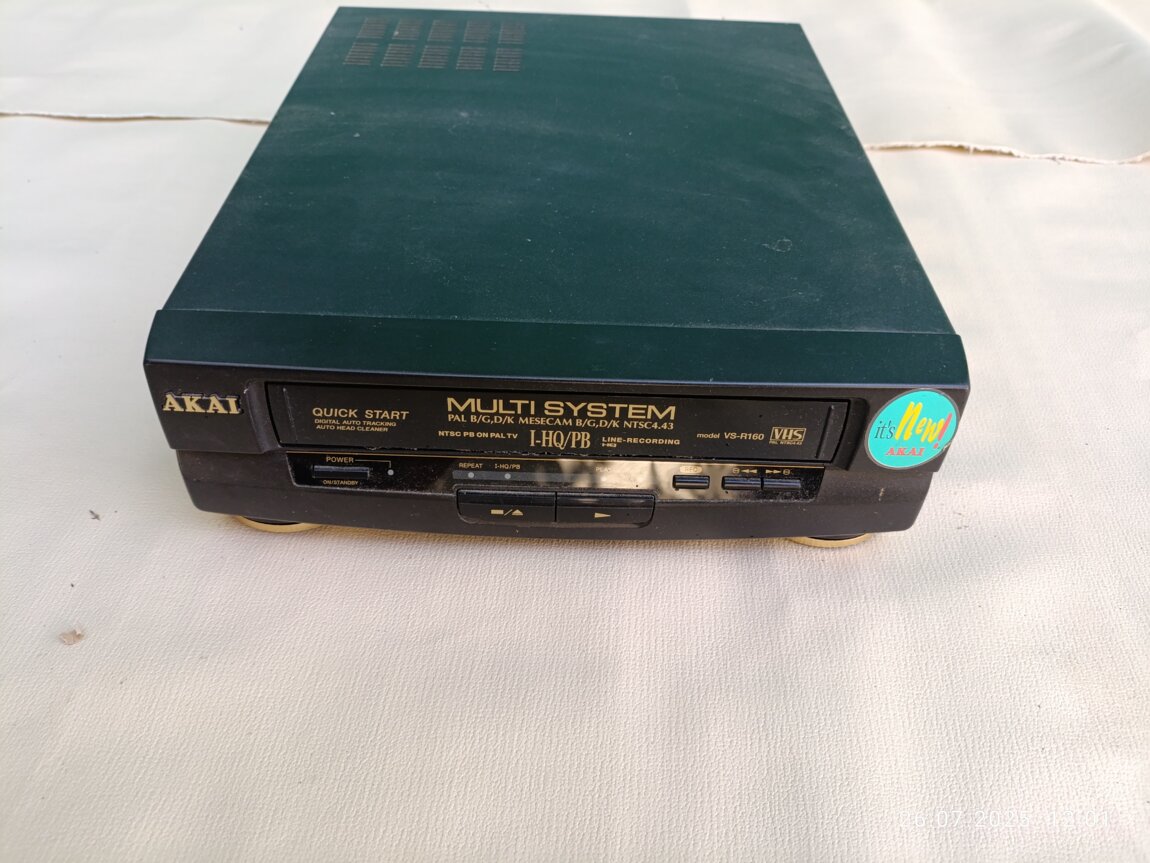 AKAI
QUICK START
DIGITAL AUTO TRACKING
AUTO HEAD CLEANER
MULTI SYSTEM
PAL B/G,D/K MESECAM B/G,D/K NTSC4.43
NTSC PB ON PAL TV
I-HQ/PB
LINE-RECORDING
model VS-R160
VHS
it's New!
AKAI
POWER
ON/STANDBY
REPEAT
I-HQ/PB
REC